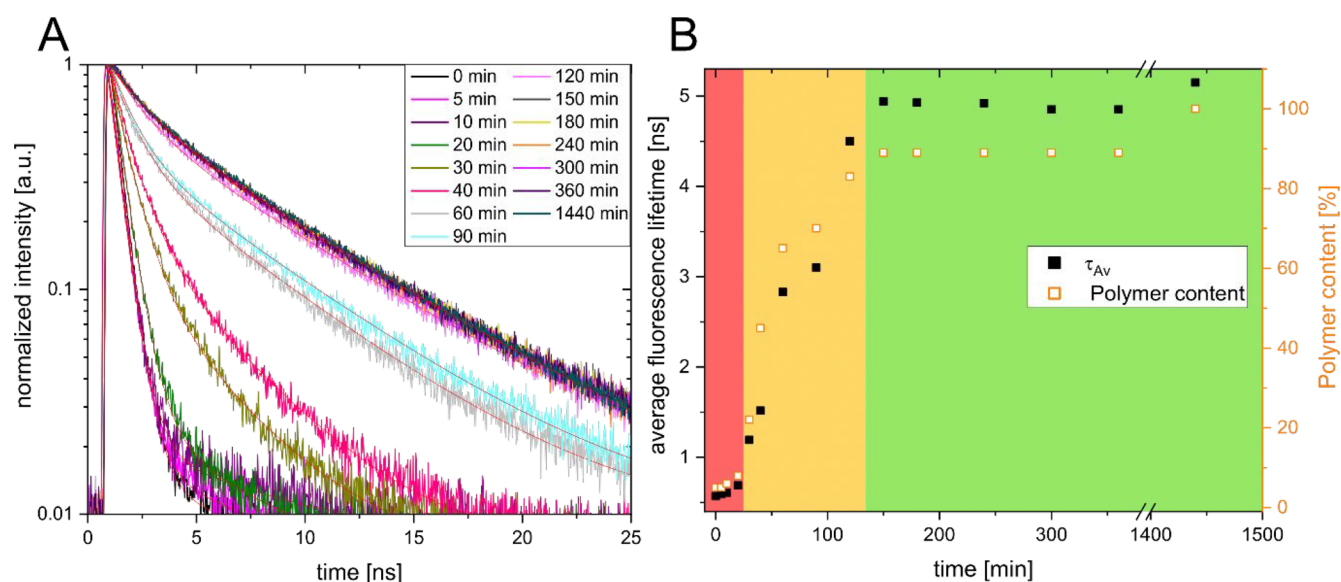 A
normalized intensity [a.u.]
1
0.1
0.01
0 min 120 min
5 min 150 min
10 min 180 min
20 min 240 min
30 min 300 min
40 min 360 min
60 min 1440 min
90 min
0 5 10 15 20 25
time [ns]
B
average fluorescence lifetime [ns]
5
4
3
2
1
τAv
Polymer content
100
80
60
40
20
10
0
Polymer content [%]
0 100 200 300 1400 1500
time [min]